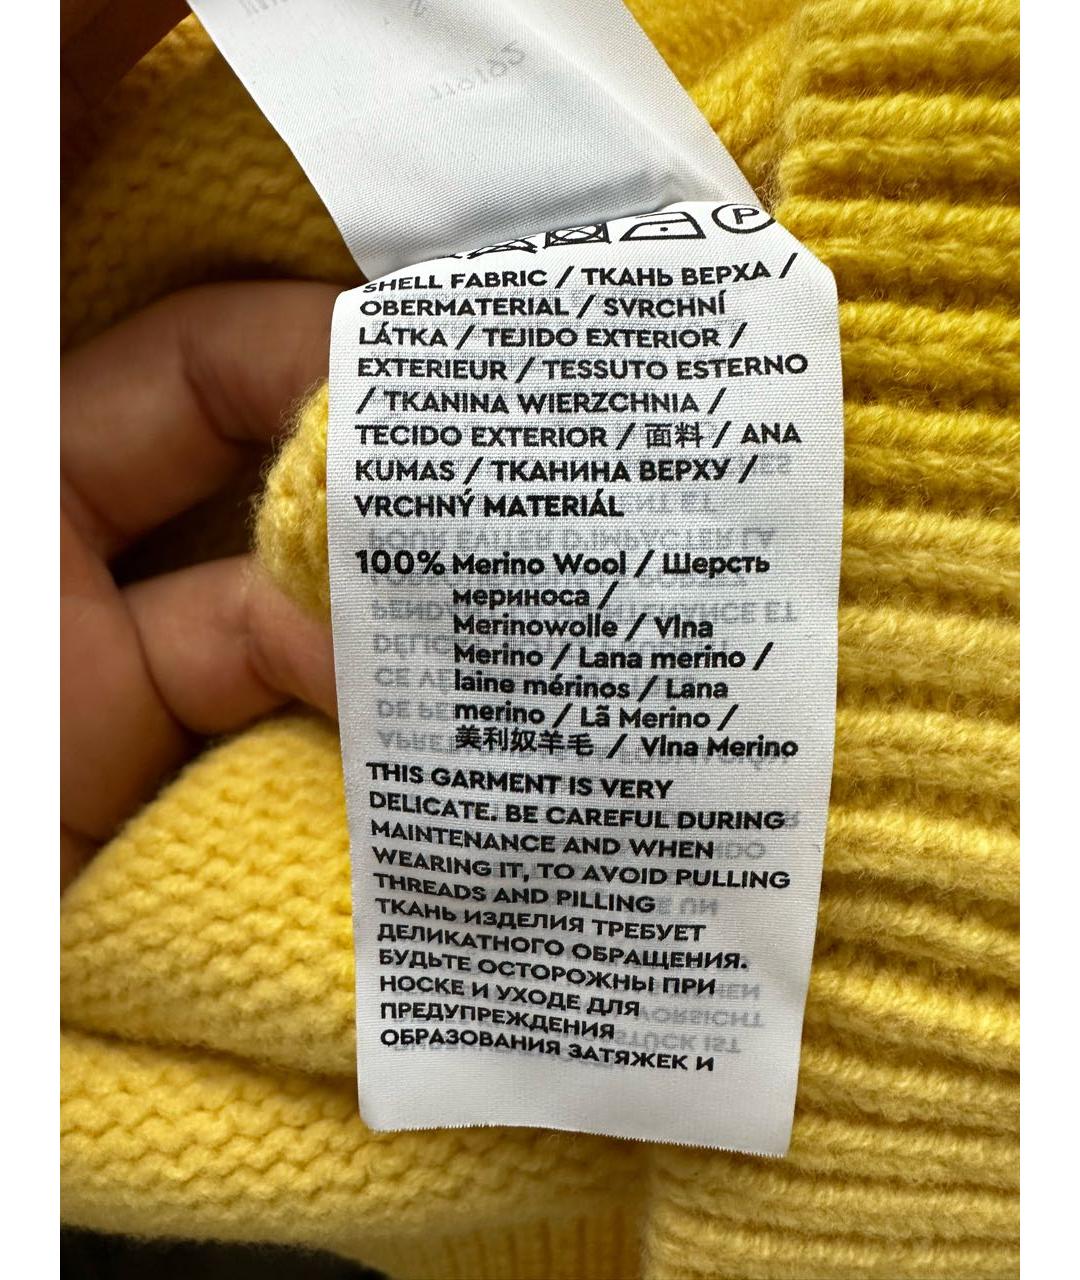 P
SHELL FABRIC / ТКАНЬ ВЕРХА /
OBERMATERIAL / SVRCHNÍ
LÁTKA / TEJIDO EXTERIOR /
EXTERIEUR / TESSUTO ESTERNO
/ TKANINA WIERZCHNIA /
TECIDO EXTERIOR / 面料 / ANA
KUMAS / ТКАНИНА ВЕРХУ /
VRCHNÝ MATERIÁL
100% Merino Wool / Шерсть
мериноса /
Merinowolle / Vlna
Merino / Lana merino /
laine mérinos / Lana
merino / Lã Merino /
美利奴羊毛 / Vlna Merino
THIS GARMENT IS VERY
DELICATE. BE CAREFUL DURING
MAINTENANCE AND WHEN
WEARING IT, TO AVOID PULLING
THREADS AND PILLING
ТКАНЬ ИЗДЕЛИЯ ТРЕБУЕТ
ДЕЛИКАТНОГО ОБРАЩЕНИЯ.
БУДЬТЕ ОСТОРОЖНЫ ПРИ
НОСКЕ И УХОДЕ ДЛЯ
ПРЕДУПРЕЖДЕНИЯ
ОБРАЗОВАНИЯ ЗАТЯЖЕК И